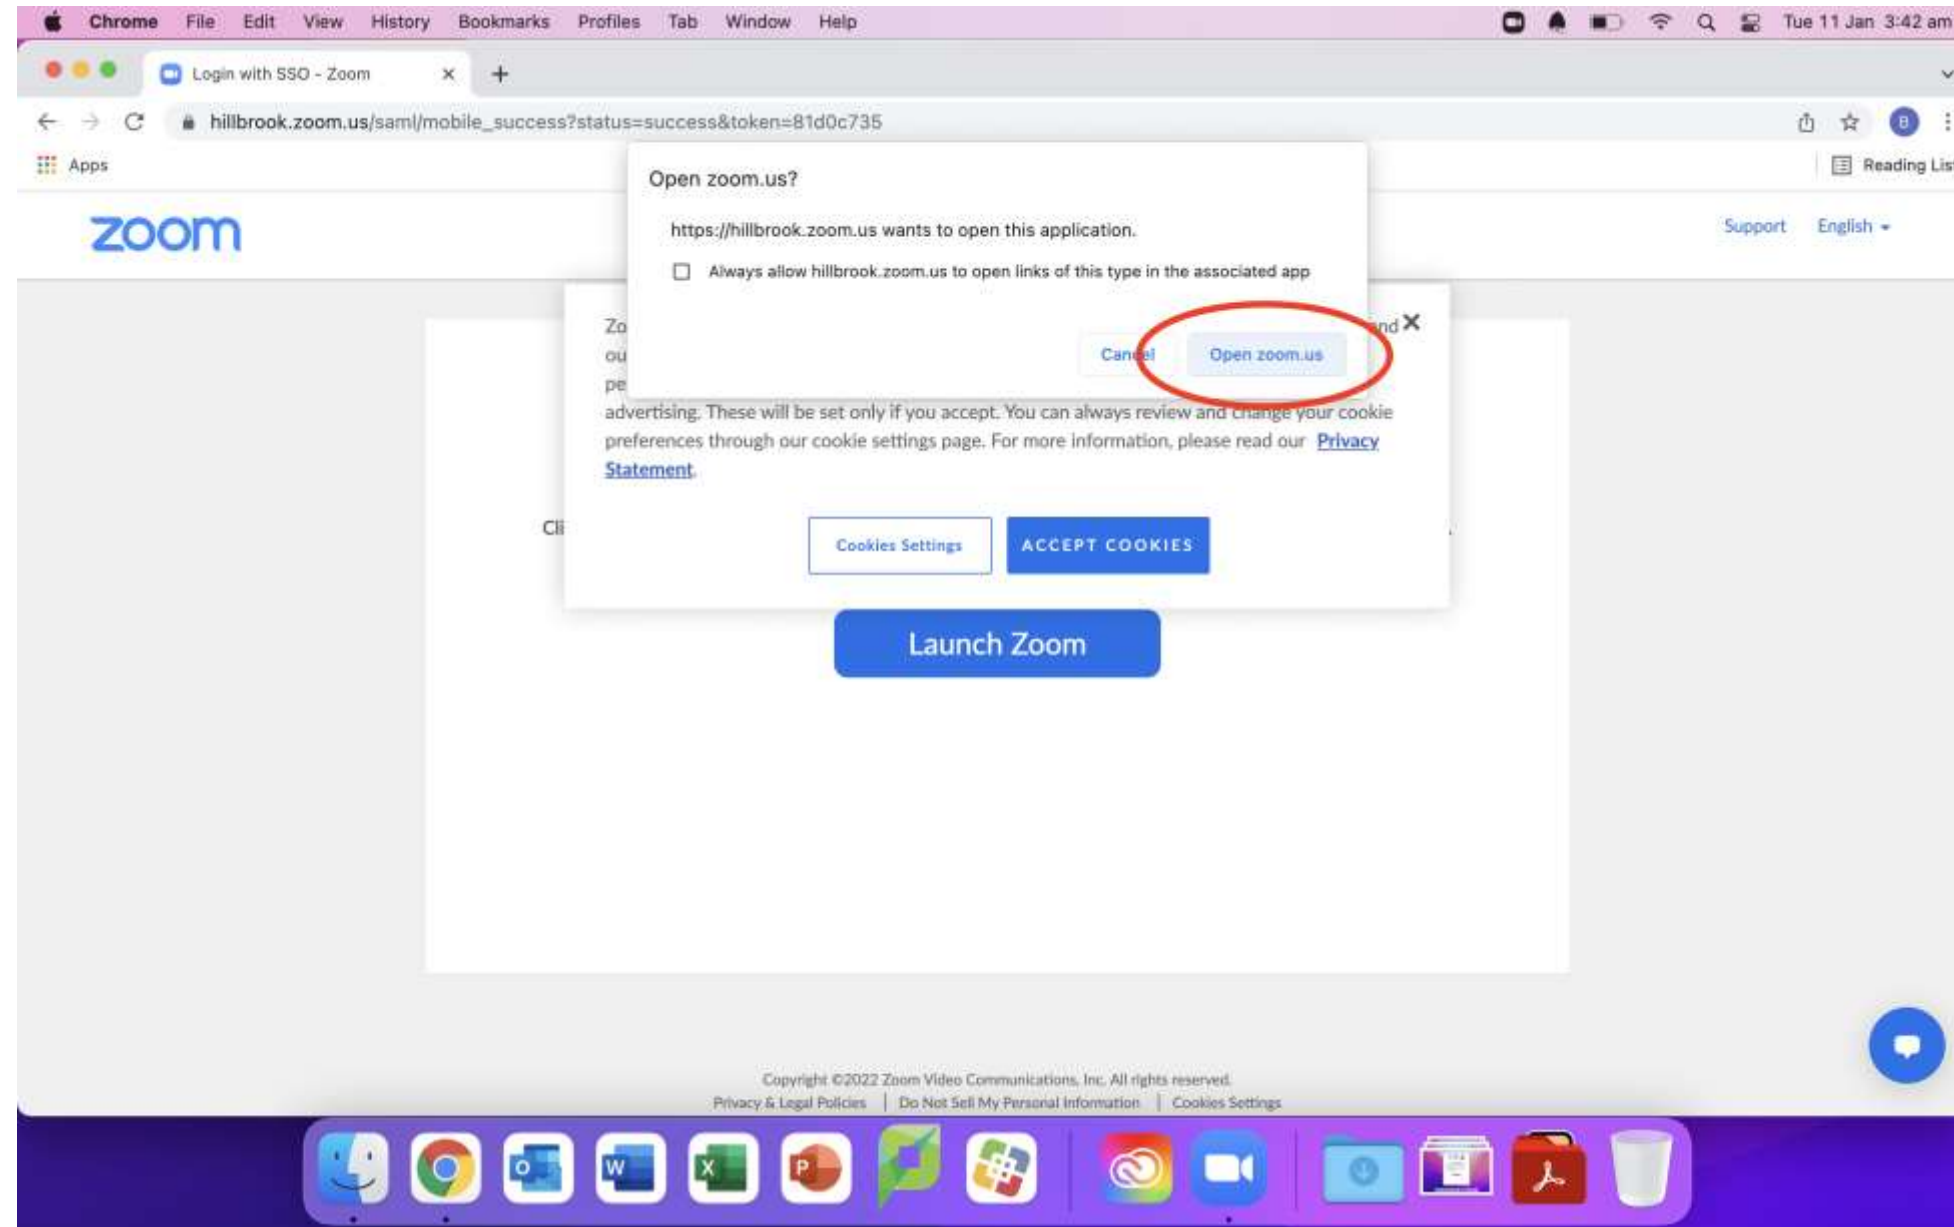 Chrome File Edit View History Bookmarks Profiles Tab Window Help Tue 11 Jan 3:42 am
Login with SSO - Zoom
hillbrook.zoom.us/saml/mobile_success?status=success&token=81d0c735 B
Apps Reading Lis
Open zoom.us?
https://hillbrook.zoom.us wants to open this application.
zoom Support English
Always allow hillbrook.zoom.us to open links of this type in the associated app
Zo and
ou
Cancel Open zoom.us
pe
advertising. These will be set only if you accept. You can always review and change your cookie
preferences through our cookie settings page. For more information, please read our Privacy
Statement.
Cli
Cookies Settings ACCEPT COOKIES
Launch Zoom
Copyright ©2022 Zoom Video Communications, Inc. All rights reserved.
Privacy & Legal Policies | Do Not Sell My Personal Information | Cookies Settings
O W X P